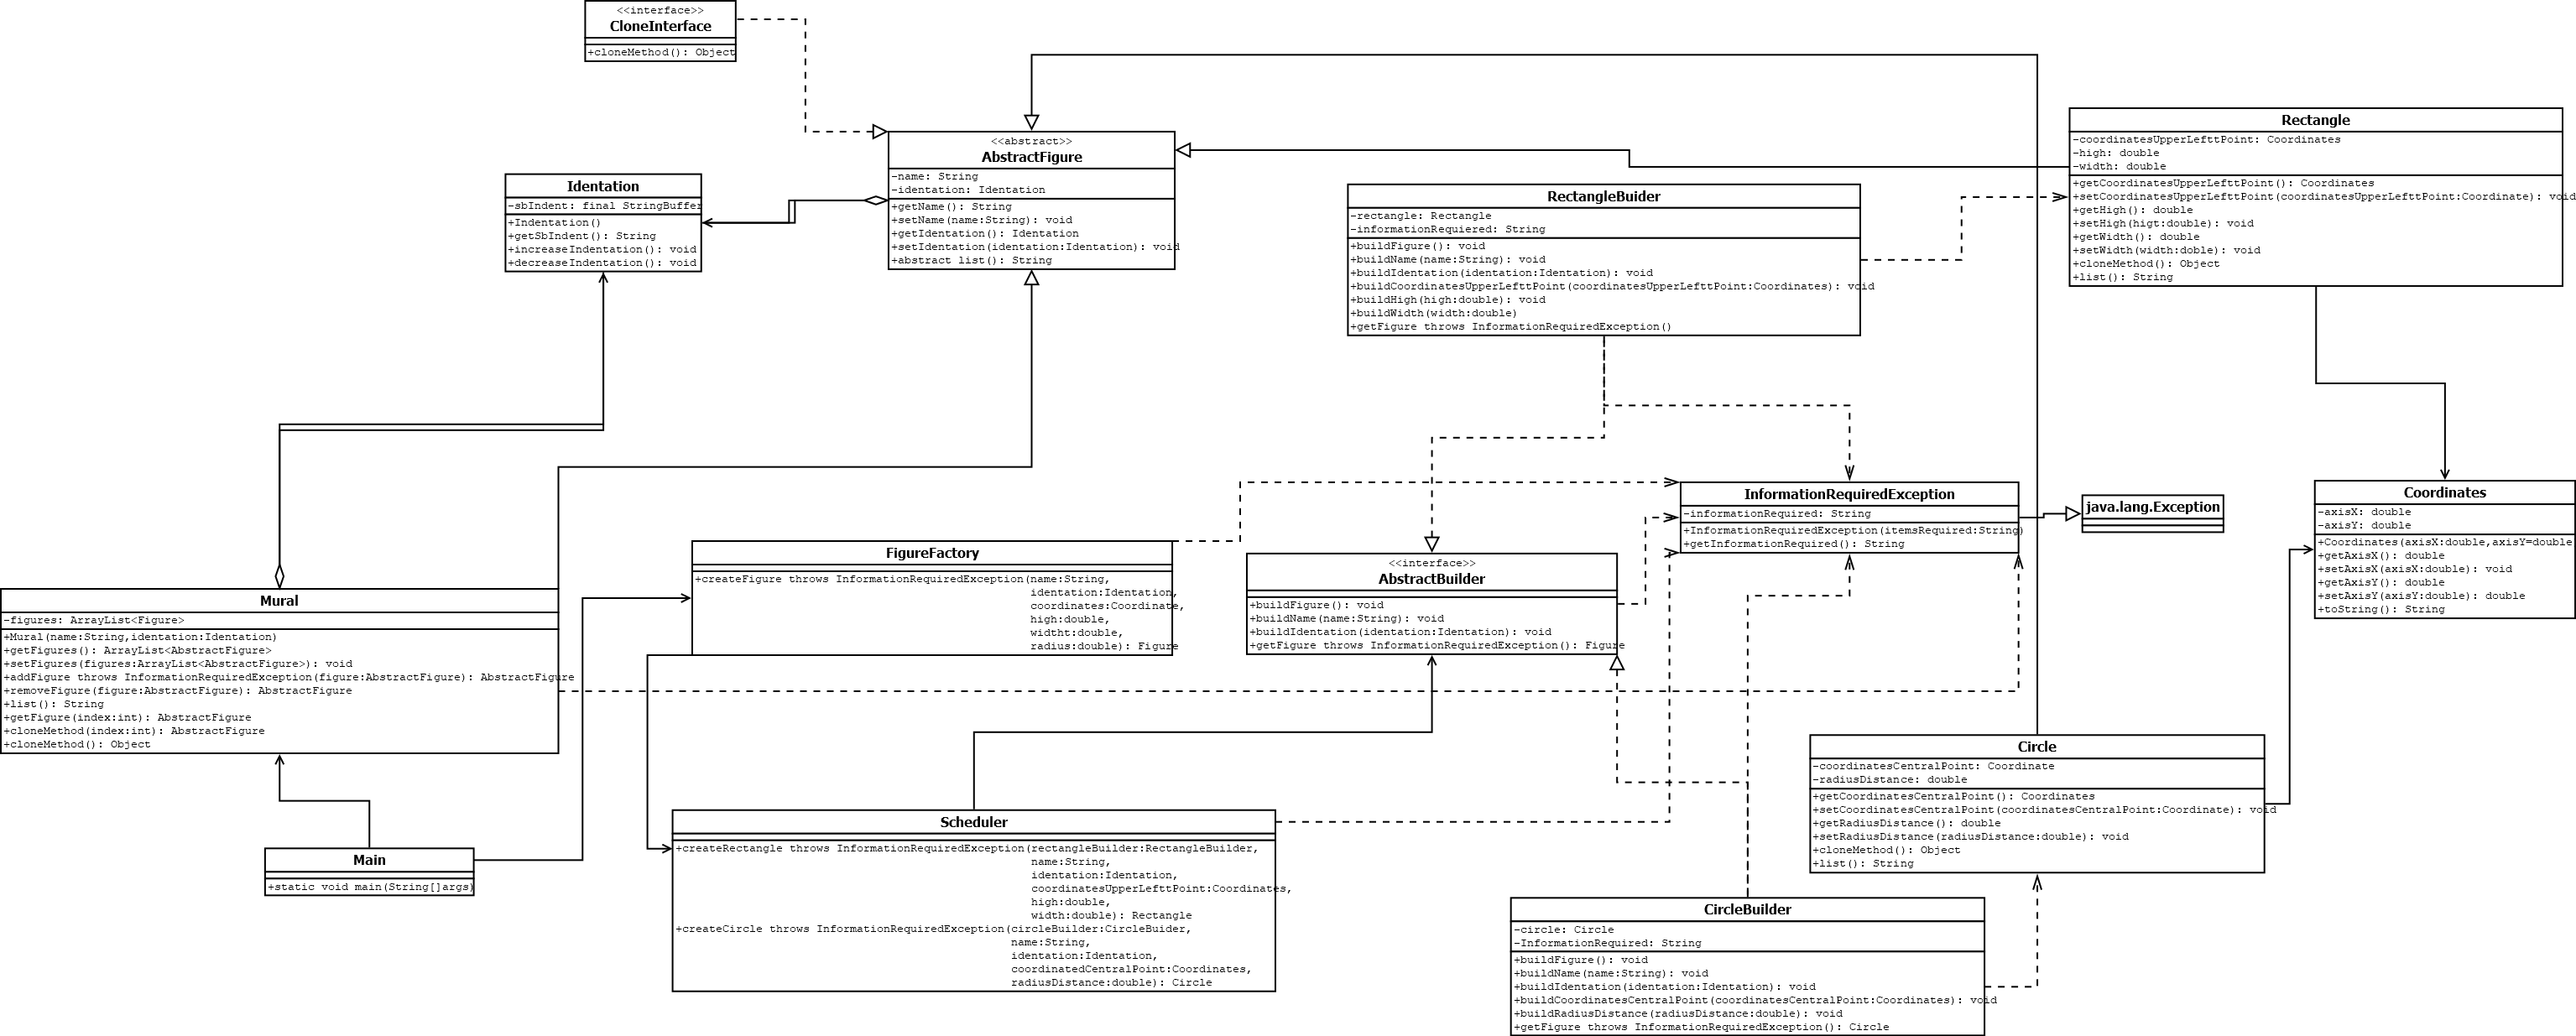 <<interface>>
CloneInterface
+cloneMethod(): Object
<<abstract>>
AbstractFigure
-name: String
-identation: Identation
+getName(): String
+setName(name:String): void
+getIdentation(): Identation
+setIdentation(identation:Identation): void
+abstract list(): String
Identation
-sbIndent: final StringBuffer
+Indentation()
+getSbIndent(): String
+increaseIndentation(): void
+decreaseIndentation(): void
RectangleBuider
-rectangle: Rectangle
-informationRequiered: String
+buildFigure(): void
+buildName(name:String): void
+buildIdentation(identation:Identation): void
+buildCoordinatesUpperLefttPoint(coordinatesUpperLefttPoint:Coordinates): void
+buildHigh(high:double): void
+buildWidth(width:double)
+getFigure throws InformationRequiredException()
Rectangle
-coordinatesUpperLefttPoint: Coordinates
-high: double
-width: double
+getCoordinatesUpperLefttPoint(): Coordinates
+setCoordinatesUpperLefttPoint(coordinatesUpperLefttPoint:Coordinate): void
+getHigh(): double
+setHigh(higt:double): void
+getWidth(): double
+setWidth(width:doble): void
+cloneMethod(): Object
+list(): String
InformationRequiredException
-informationRequired: String
+InformationRequiredException(itemsRequired:String)
+getInformationRequired(): String
java.lang.Exception
Coordinates
-axisX: double
-axisY: double
+Coordinates(axisX:double,axisY=double
+getAxisX(): double
+setAxisX(axisX:double): void
+getAxisY(): double
+setAxisY(axisY:double): double
+toString(): String
FigureFactory
+createFigure throws InformationRequiredException(name:String,
identation:Identation,
coordinates:Coordinate,
high:double,
widtht:double,
radius:double): Figure
<<interface>>
AbstractBuilder
+buildFigure(): void
+buildName(name:String): void
+buildIdentation(identation:Identation): void
+getFigure throws InformationRequiredException(): Figure
Mural
-figures: ArrayList<Figure>
+Mural(name:String,identation:Identation)
+getFigures(): ArrayList<AbstractFigure>
+setFigures(figures:ArrayList<AbstractFigure>): void
+addFigure throws InformationRequiredException(figure:AbstractFigure): AbstractFigure
+removeFigure(figure:AbstractFigure): AbstractFigure
+list(): String
+getFigure(index:int): AbstractFigure
+cloneMethod(index:int): AbstractFigure
+cloneMethod(): Object
Main
+static void main(String[]args)
Scheduler
+createRectangle throws InformationRequiredException(rectangleBuilder:RectangleBuilder,
name:String,
identation:Identation,
coordinatesUpperLefttPoint:Coordinates,
high:double,
width:double): Rectangle
+createCircle throws InformationRequiredException(circleBuilder:CircleBuider,
name:String,
identation:Identation,
coordinatedCentralPoint:Coordinates,
radiusDistance:double): Circle
Circle
-coordinatesCentralPoint: Coordinate
-radiusDistance: double
+getCoordinatesCentralPoint(): Coordinates
+setCoordinatesCentralPoint(coordinatesCentralPoint:Coordinate): void
+getRadiusDistance(): double
+setRadiusDistance(radiusDistance:double): void
+cloneMethod(): Object
+list(): String
CircleBuilder
-circle: Circle
-InformationRequired: String
+buildFigure(): void
+buildName(name:String): void
+buildIdentation(identation:Identation): void
+buildCoordinatesCentralPoint(coordinatesCentralPoint:Coordinates): void
+buildRadiusDistance(radiusDistance:double): void
+getFigure throws InformationRequiredException(): Circle